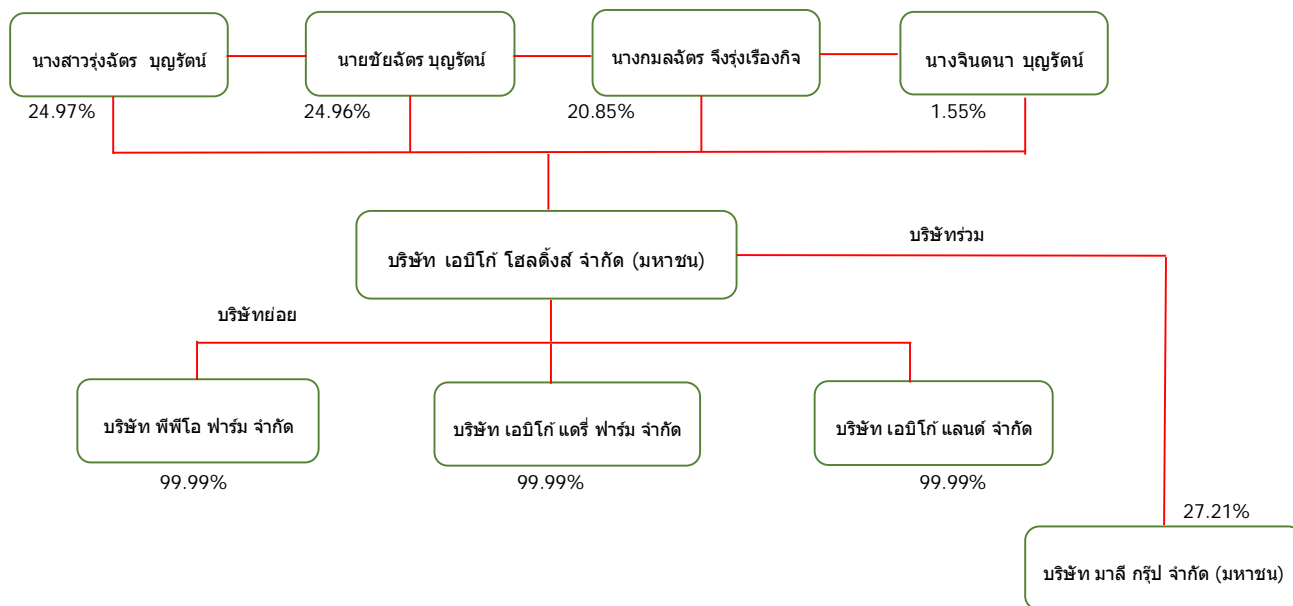 นางสาวรุ่งฉัตร บุญรัตน์
นายชัยฉัตร บุญรัตน์
นางกมลฉัตร จึงรุ่งเรืองกิจ
นางจินตนา บุญรัตน์
24.97%
24.96%
20.85%
1.55%
บริษัท เอบิโก้ โฮลดิ้งส์ จำกัด (มหาชน)
บริษัทร่วม
บริษัทย่อย
บริษัท พีพีโอ ฟาร์ม จำกัด
บริษัท เอบิโก้ แดรี่ ฟาร์ม จำกัด
บริษัท เอบิโก้ แลนด์ จำกัด
99.99%
99.99%
99.99%
27.21%
บริษัท มาลี กรุ๊ป จำกัด (มหาชน)